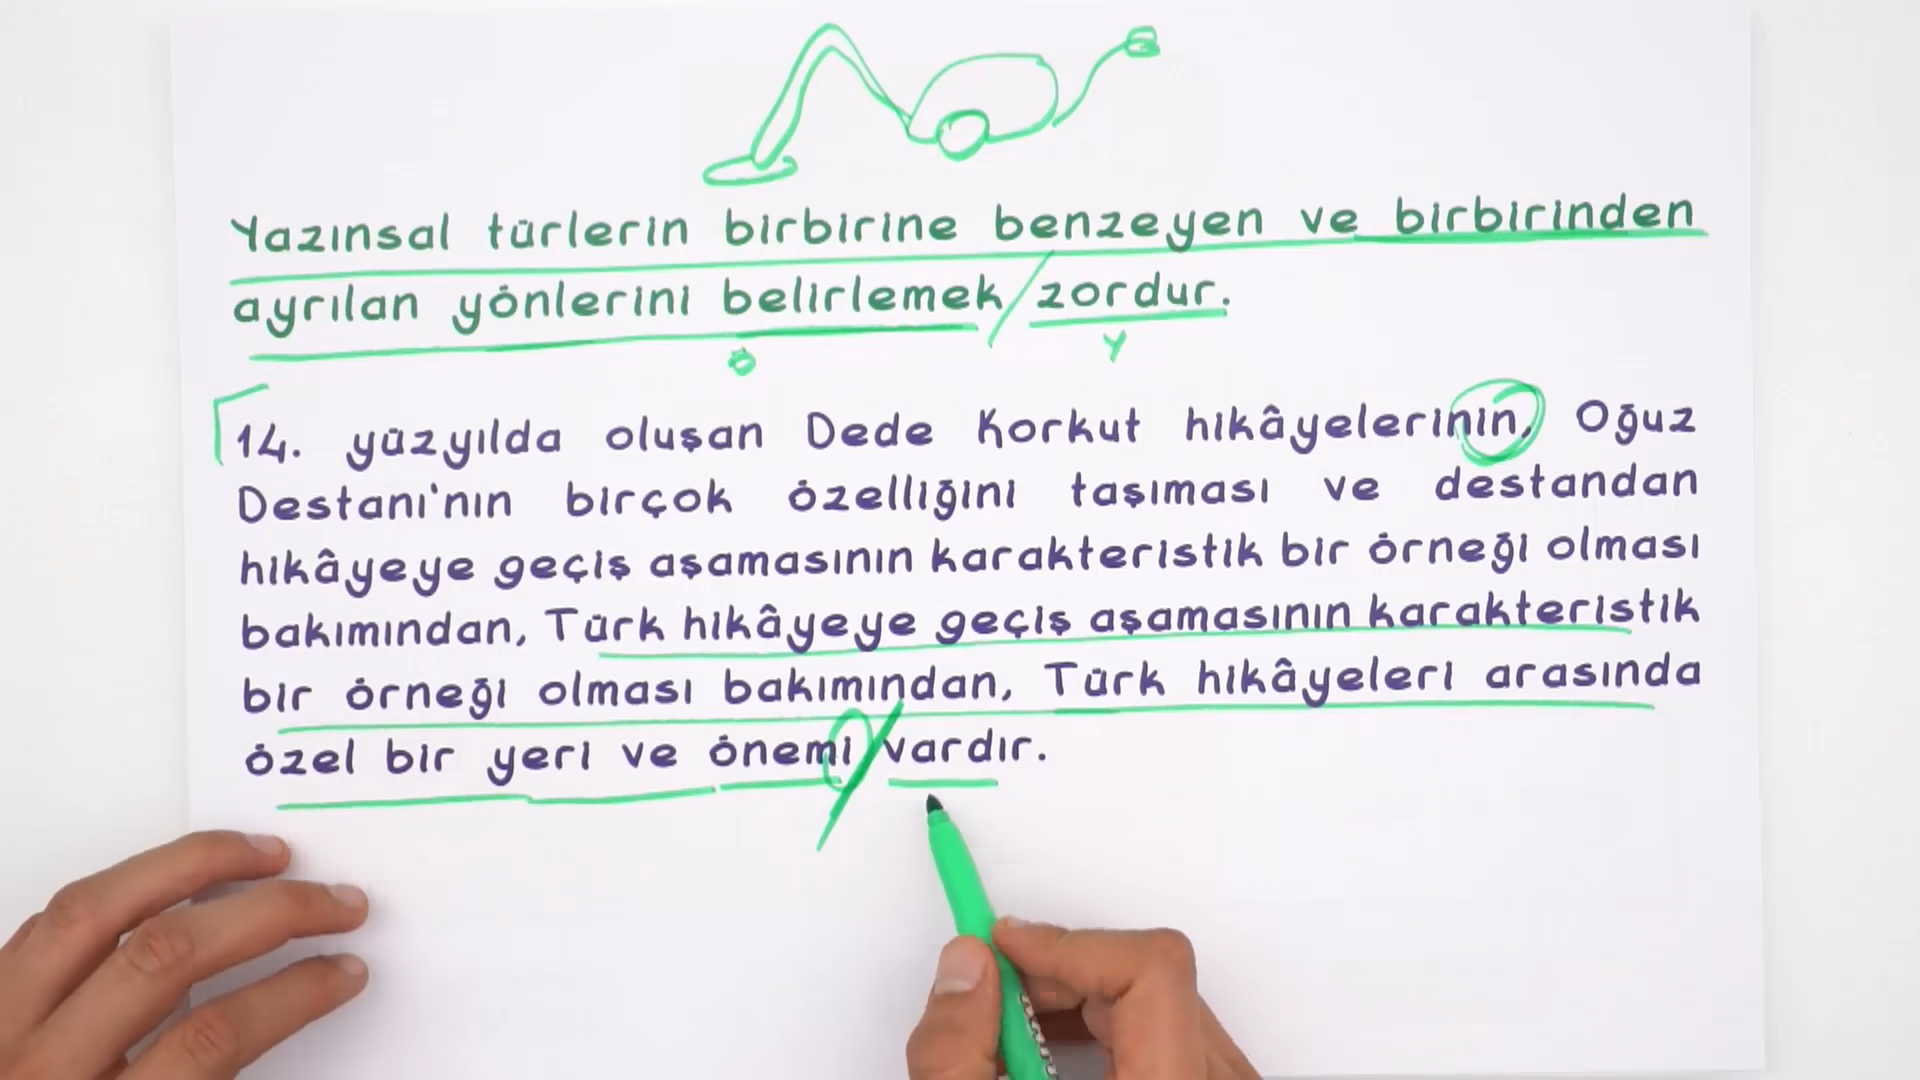 Yazınsal türlerin birbirine benzeyen ve birbirinden
ayrılan yönlerini belirlemek / zordur.
Ö Y
14. yüzyılda oluşan Dede Korkut hikâyelerinin, Oğuz
Destanı'nın birçok özelliğini taşıması ve destandan
hikâyeye geçiş aşamasının karakteristik bir örneği olması
bakımından, Türk hikâyeye geçiş aşamasının karakteristik
bir örneği olması bakımından, Türk hikâyeleri arasında
özel bir yeri ve önemi / vardır.